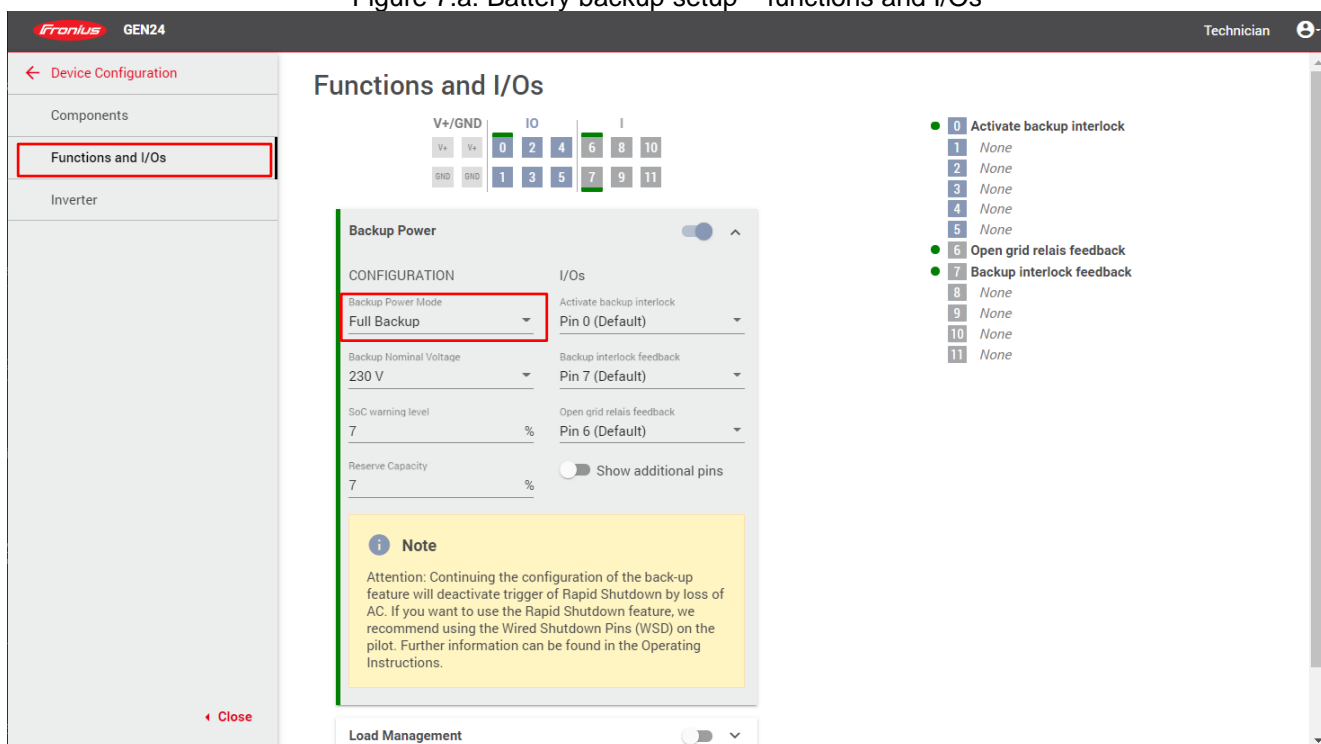 Figure 7.a: Battery backup setup - functions and I/Os
Fronius GEN24 Technician
Device Configuration
Components
Functions and I/Os
Inverter
Close
Functions and I/Os
V+/GND IO I
V+ V+ 0 2 4 6 8 10
GND GND 1 3 5 7 9 11
Backup Power
CONFIGURATION I/Os
Backup Power Mode Activate backup interlock
Full Backup Pin 0 (Default)
Backup Nominal Voltage Backup interlock feedback
230 V Pin 7 (Default)
SoC warning level Open grid relais feedback
7 % Pin 6 (Default)
Reserve Capacity Show additional pins
7 %
i Note
Attention: Continuing the configuration of the back-up
feature will deactivate trigger of Rapid Shutdown by loss of
AC. If you want to use the Rapid Shutdown feature, we
recommend using the Wired Shutdown Pins (WSD) on the
pilot. Further information can be found in the Operating
Instructions.
Load Management
0 Activate backup interlock
1 None
2 None
3 None
4 None
5 None
6 Open grid relais feedback
7 Backup interlock feedback
8 None
9 None
10 None
11 None